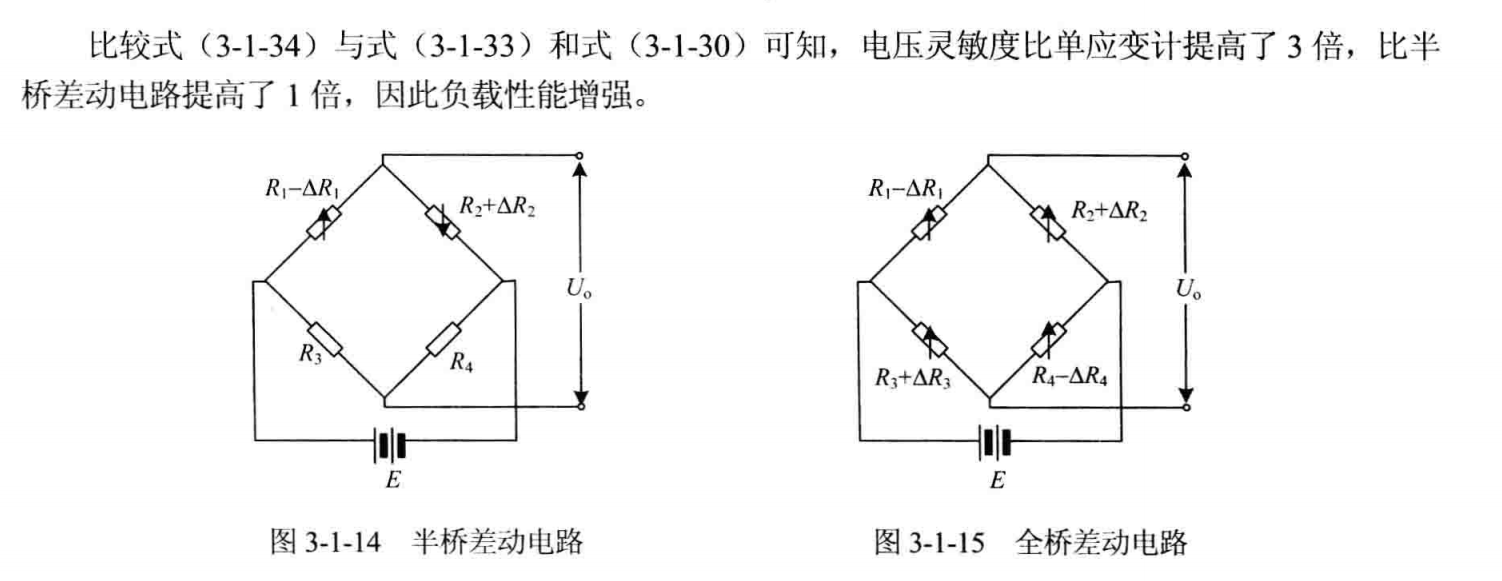 比较式（3-1-34）与式（3-1-33）和式（3-1-30）可知，电压灵敏度比单应变计提高了 3 倍，比半
桥差动电路提高了 1 倍，因此负载性能增强。
R₁−ΔR₁
R₂+ΔR₂
Uₒ
R₃
R₄
E
图 3-1-14 半桥差动电路
R₁−ΔR₁
R₂+ΔR₂
Uₒ
R₃+ΔR₃
R₄−ΔR₄
E
图 3-1-15 全桥差动电路